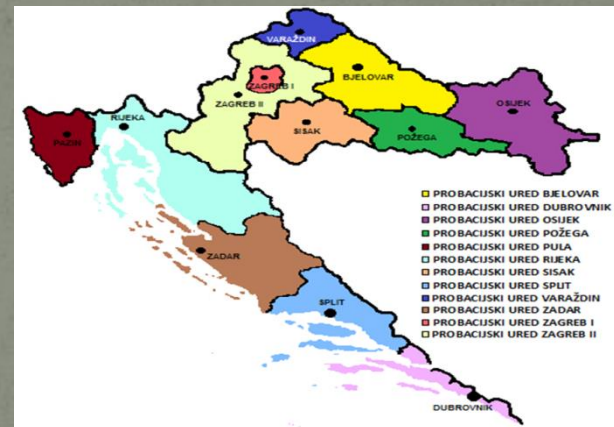 VARAŽDIN
BJELOVAR
ZAGREB I
ZAGREB II
OSIJEK
RIJEKA
SISAK
POŽEGA
PAZIN
ZADAR
SPLIT
DUBROVNIK
PROBACIJSKI URED BJELOVAR
PROBACIJSKI URED DUBROVNIK
PROBACIJSKI URED OSIJEK
PROBACIJSKI URED POŽEGA
PROBACIJSKI URED PULA
PROBACIJSKI URED RIJEKA
PROBACIJSKI URED SISAK
PROBACIJSKI URED SPLIT
PROBACIJSKI URED VARAŽDIN
PROBACIJSKI URED ZADAR
PROBACIJSKI URED ZAGREB I
PROBACIJSKI URED ZAGREB II